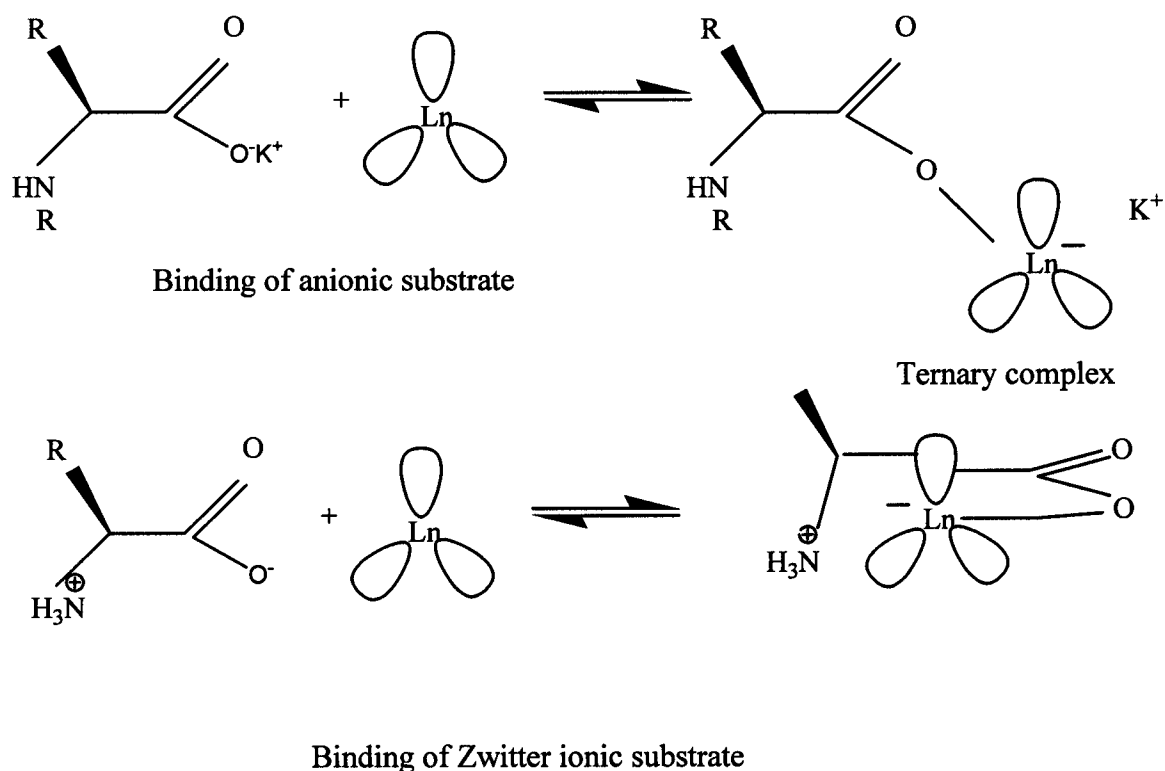 R O R O
+ Ln
O⁻K⁺ O
HN HN
R R
K⁺
Ln −
Binding of anionic substrate
Ternary complex
R O O
+ Ln − Ln
O⁻ O
H₃N ⊕ H₃N ⊕
Binding of Zwitter ionic substrate